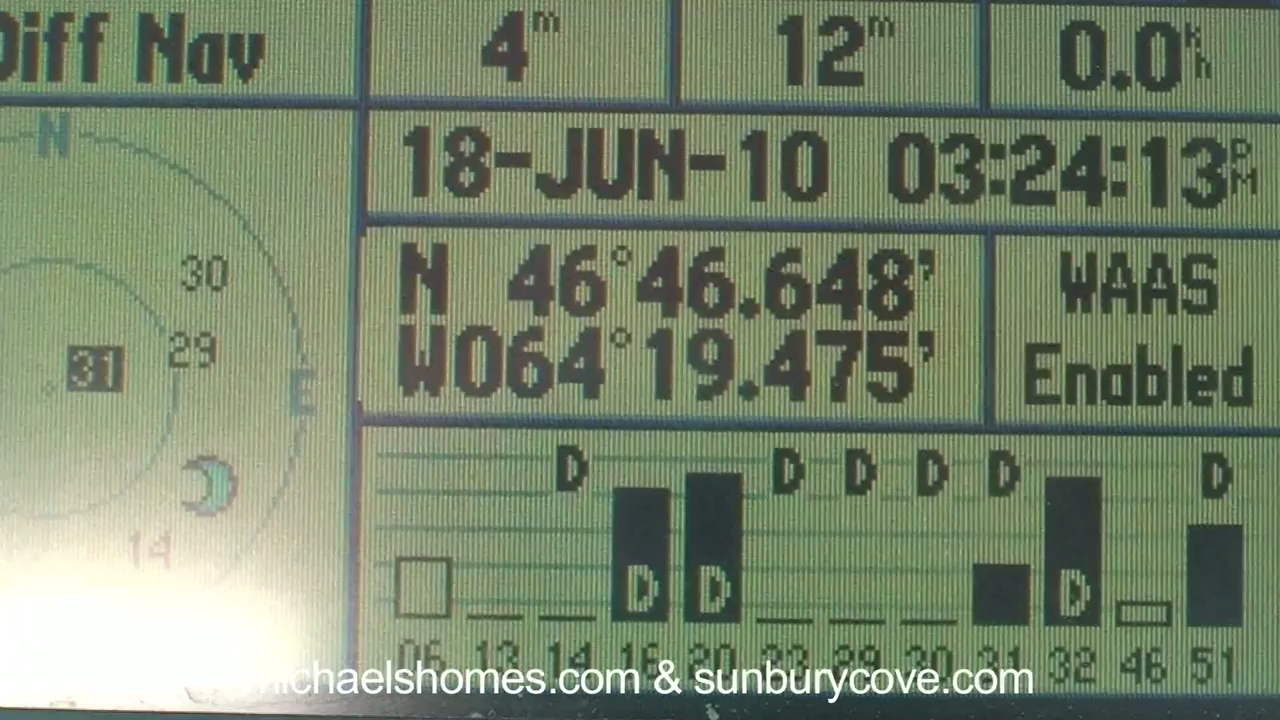 Diff Nav 4m 12m 0.0
18-JUN-10 03:24:13PM
N
30
29
31
E
14
N 46°46.648'
W064°19.475'
WAAS
Enabled
D D D D D D
D D D
06 13 14 16 20 23 29 30 31 32 46 51
michaelshomes.com & sunburycove.com